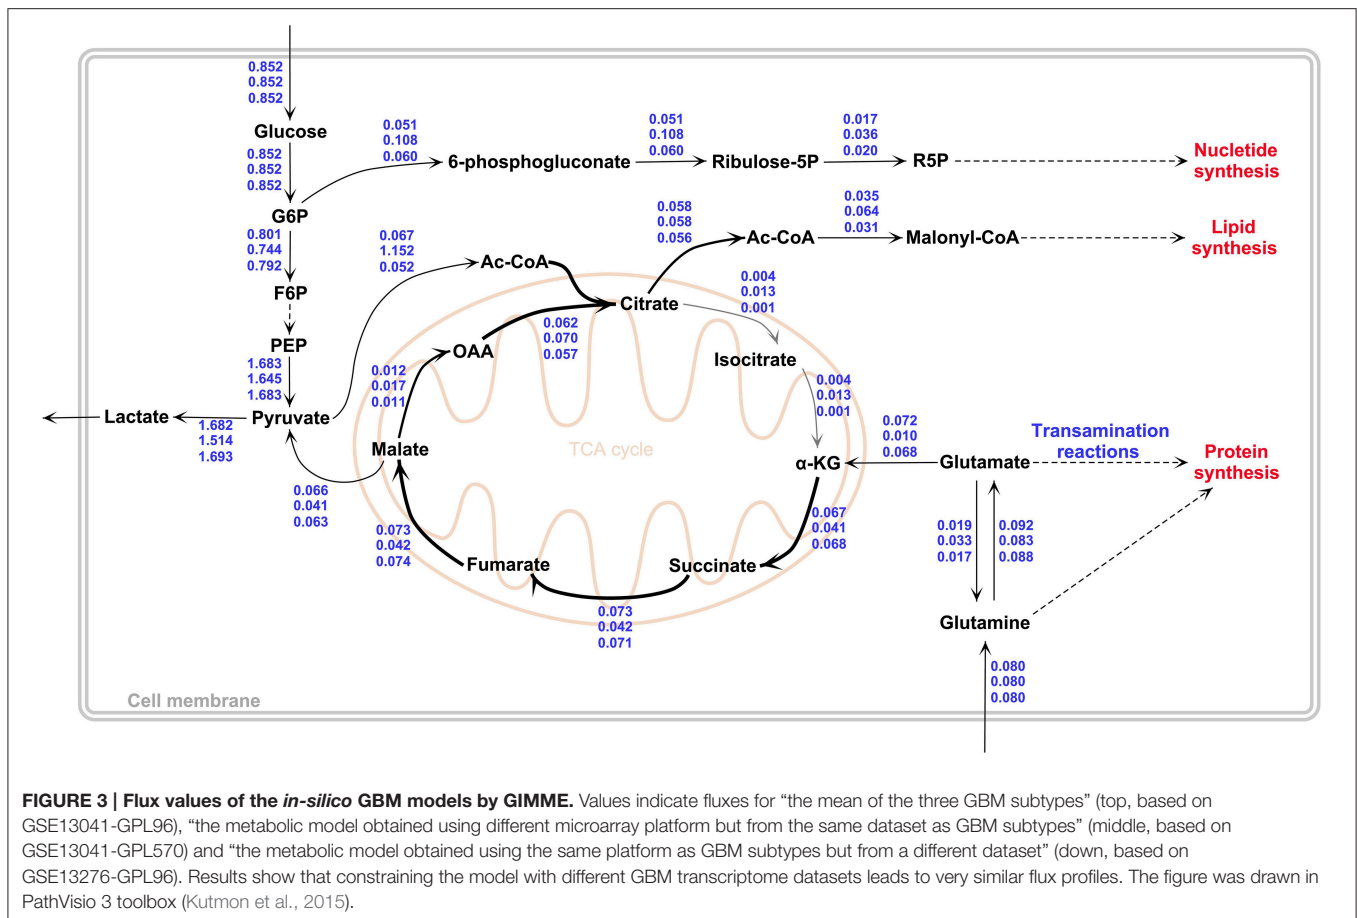 0.852
0.852
0.852
Glucose
0.852
0.852
0.852
G6P
0.801
0.744
0.792
F6P
PEP
1.683
1.645
1.683
Pyruvate
Lactate
1.682
1.514
1.693
0.051
0.108
0.060
6-phosphogluconate
0.051
0.108
0.060
Ribulose-5P
0.017
0.036
0.020
R5P
Nucletide
synthesis
0.067
1.152
0.052
Ac-CoA
0.058
0.058
0.056
Ac-CoA
0.035
0.064
0.031
Malonyl-CoA
Lipid
synthesis
Citrate
0.004
0.013
0.001
Isocitrate
0.004
0.013
0.001
OAA
0.062
0.070
0.057
0.012
0.017
0.011
Malate
TCA cycle
α-KG
0.072
0.010
0.068
Glutamate
Transamination
reactions
Protein
synthesis
0.066
0.041
0.063
0.073
0.042
0.074
Fumarate
0.073
0.042
0.071
Succinate
0.067
0.041
0.068
0.019
0.033
0.017
0.092
0.083
0.088
Glutamine
0.080
0.080
0.080
Cell membrane
FIGURE 3 | Flux values of the in-silico GBM models by GIMME. Values indicate fluxes for “the mean of the three GBM subtypes” (top, based on
GSE13041-GPL96), “the metabolic model obtained using different microarray platform but from the same dataset as GBM subtypes” (middle, based on
GSE13041-GPL570) and “the metabolic model obtained using the same platform as GBM subtypes but from a different dataset” (down, based on
GSE13276-GPL96). Results show that constraining the model with different GBM transcriptome datasets leads to very similar flux profiles. The figure was drawn in
PathVisio 3 toolbox (Kutmon et al., 2015).